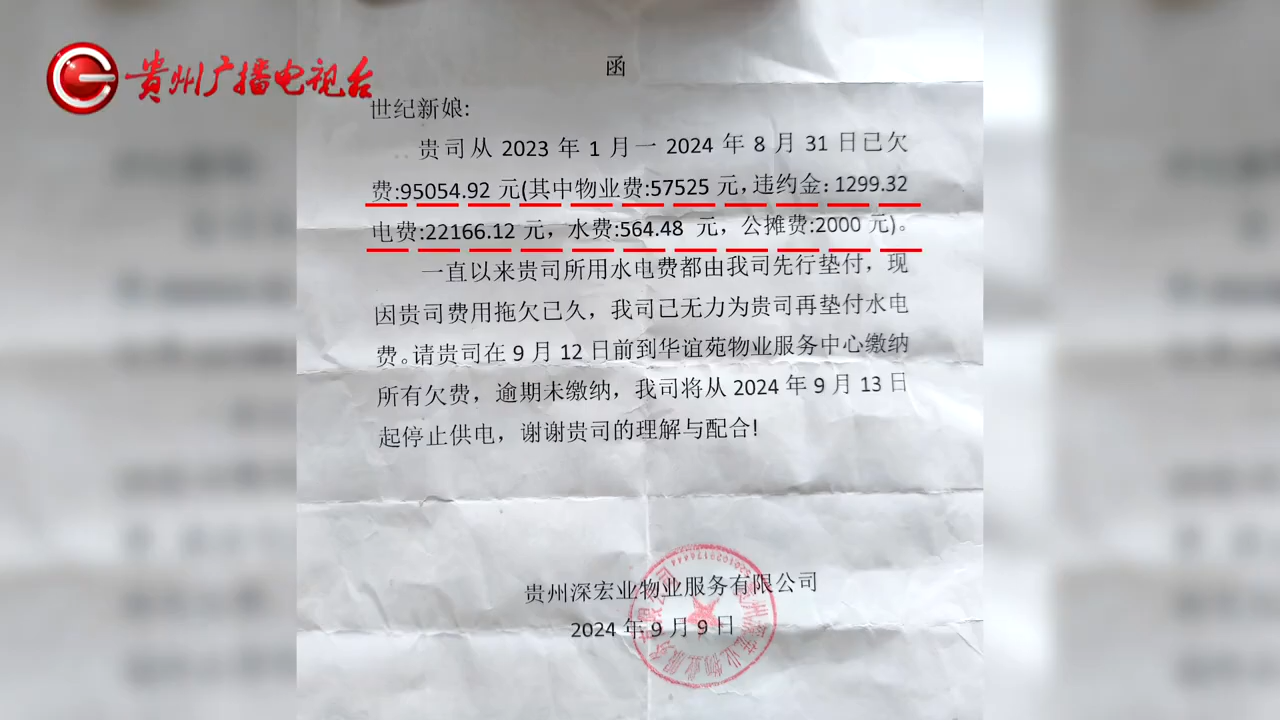 贵州广播电视台
函
世纪新娘:
贵司从 2023 年 1 月一 2024 年 8 月 31 日已欠
费:95054.92 元(其中物业费:57525 元,违约金:1299.32
电费:22166.12 元，水费:564.48 元，公摊费:2000 元)。
一直以来贵司所用水电费都由我司先行垫付，现
因贵司费用拖欠已久，我司已无力为贵司再垫付水电
费。请贵司在 9 月 12 日前到华谊苑物业服务中心缴纳
所有欠费，逾期未缴纳，我司将从 2024 年 9 月 13 日
起停止供电，谢谢贵司的理解与配合!
贵州深宏业物业服务有限公司
2024 年 9 月 9 日